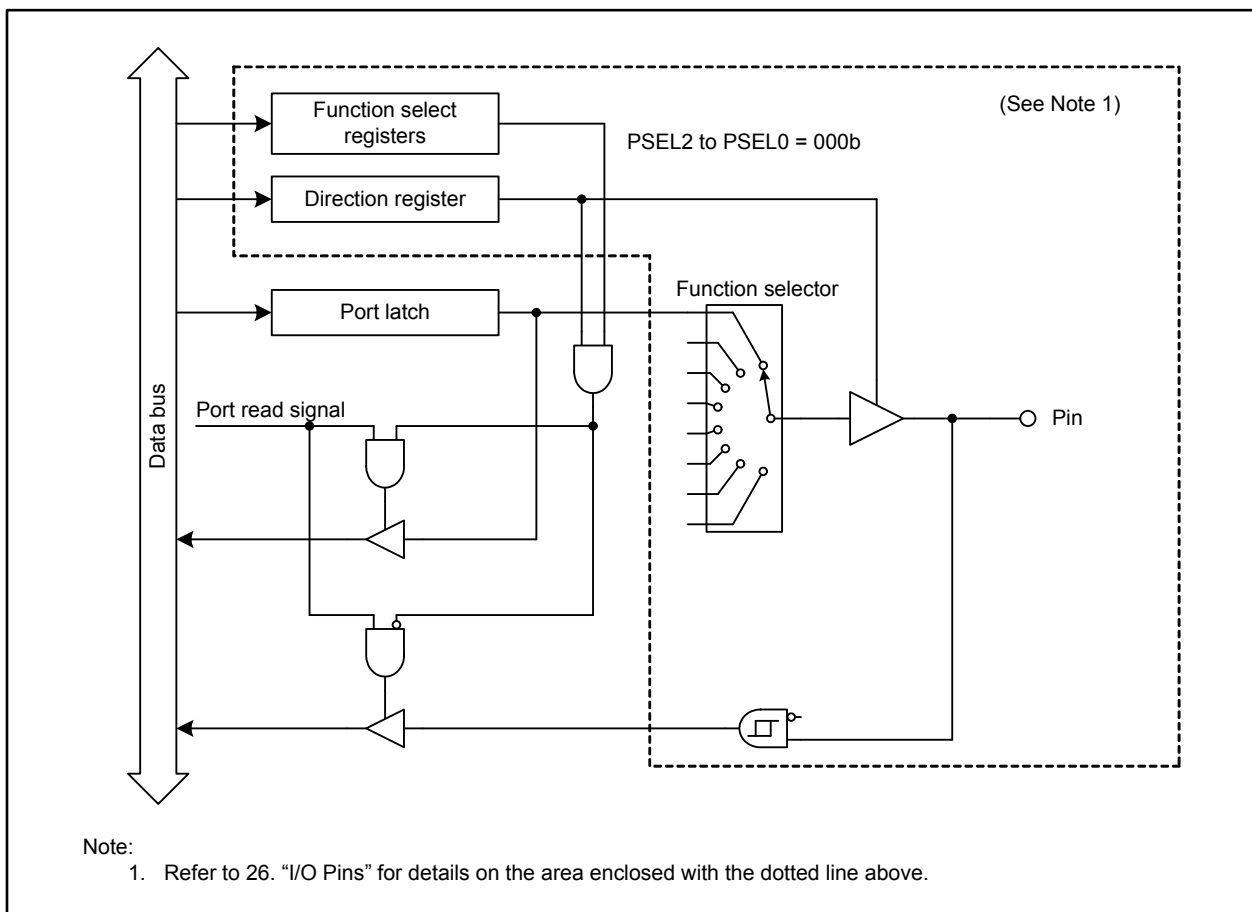 (See Note 1)
Function select
registers
PSEL2 to PSEL0 = 000b
Direction register
Function selector
Port latch
Port read signal
Data bus
Pin
Note:
1. Refer to 26. “I/O Pins” for details on the area enclosed with the dotted line above.